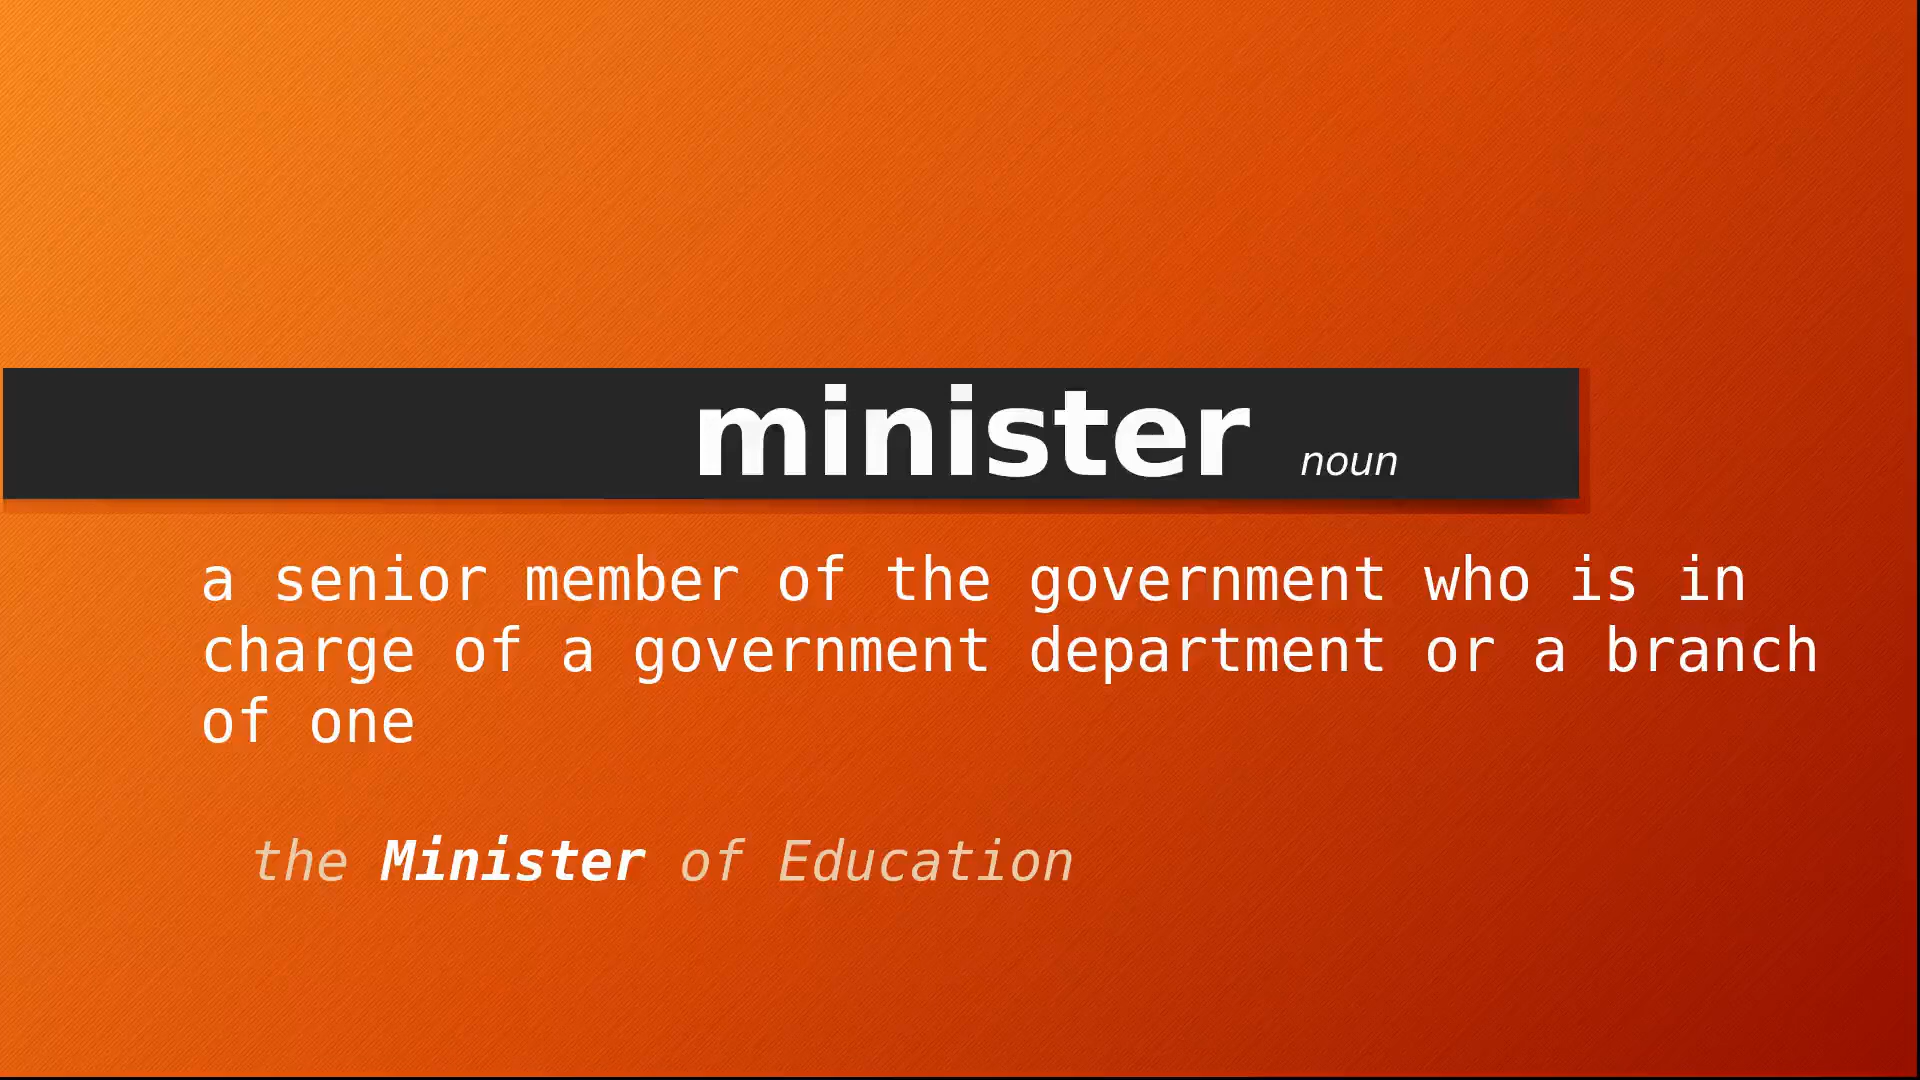 minister noun
a senior member of the government who is in
charge of a government department or a branch
of one
the Minister of Education